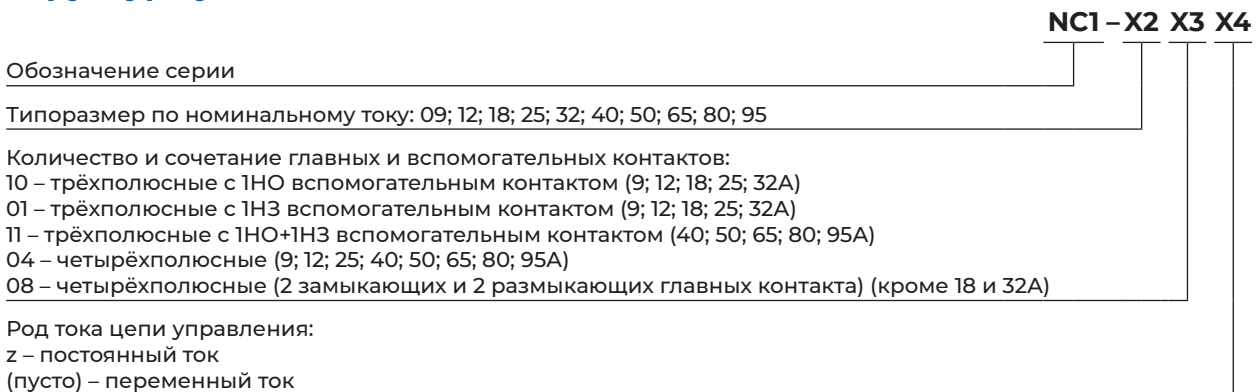 NC1 – X2 X3 X4
Обозначение серии
Типоразмер по номинальному току: 09; 12; 18; 25; 32; 40; 50; 65; 80; 95
Количество и сочетание главных и вспомогательных контактов:
10 – трёхполюсные с 1НО вспомогательным контактом (9; 12; 18; 25; 32А)
01 – трёхполюсные с 1НЗ вспомогательным контактом (9; 12; 18; 25; 32А)
11 – трёхполюсные с 1НО+1НЗ вспомогательным контактом (40; 50; 65; 80; 95А)
04 – четырёхполюсные (9; 12; 25; 40; 50; 65; 80; 95А)
08 – четырёхполюсные (2 замыкающих и 2 размыкающих главных контакта) (кроме 18 и 32А)
Род тока цепи управления:
z – постоянный ток
(пусто) – переменный ток